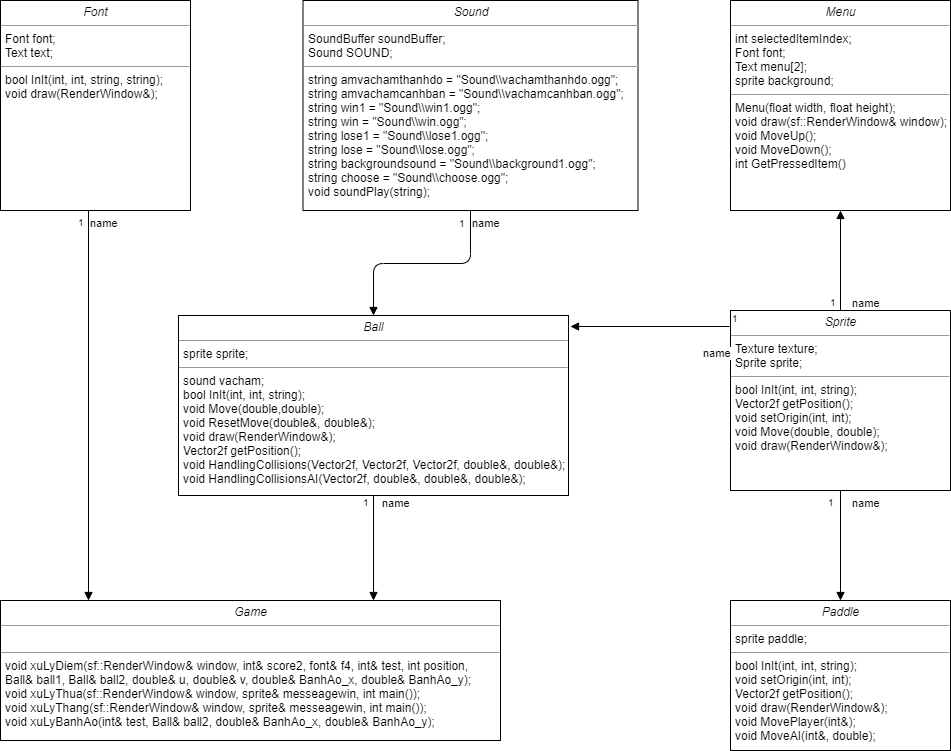 Font
Font font;
Text text;
bool InIt(int, int, string, string);
void draw(RenderWindow&);
1 name
Sound
SoundBuffer soundBuffer;
Sound SOUND;
string amvachamthanhdo = "Sound\\vachamthanhdo.ogg";
string amvachamcanhban = "Sound\\vachamcanhban.ogg";
string win1 = "Sound\\win1.ogg";
string win = "Sound\\win.ogg";
string lose1 = "Sound\\lose1.ogg";
string lose = "Sound\\lose.ogg";
string backgroundsound = "Sound\\background1.ogg";
string choose = "Sound\\choose.ogg";
void soundPlay(string);
1 name
Menu
int selectedItemIndex;
Font font;
Text menu[2];
sprite background;
Menu(float width, float height);
void draw(sf::RenderWindow& window);
void MoveUp();
void MoveDown();
int GetPressedItem()
1 name
Ball
sprite sprite;
sound vacham;
bool InIt(int, int, string);
void Move(double,double);
void ResetMove(double&, double&);
void draw(RenderWindow&);
Vector2f getPosition();
void HandlingCollisions(Vector2f, Vector2f, Vector2f, double&, double&);
void HandlingCollisionsAI(Vector2f, double&, double&, double&);
1 name
1
name
Sprite
Texture texture;
Sprite sprite;
bool InIt(int, int, string);
Vector2f getPosition();
void setOrigin(int, int);
void Move(double, double);
void draw(RenderWindow&);
1 name
Game
void xuLyDiem(sf::RenderWindow& window, int& score2, font& f4, int& test, int position,
Ball& ball1, Ball& ball2, double& u, double& v, double& BanhAo_x, double& BanhAo_y);
void xuLyThua(sf::RenderWindow& window, sprite& messeagewin, int main());
void xuLyThang(sf::RenderWindow& window, sprite& messeagewin, int main());
void xuLyBanhAo(int& test, Ball& ball2, double& BanhAo_x, double& BanhAo_y);
Paddle
sprite paddle;
bool InIt(int, int, string);
void setOrigin(int, int);
Vector2f getPosition();
void draw(RenderWindow&);
void MovePlayer(int&);
void MoveAI(int&, double);